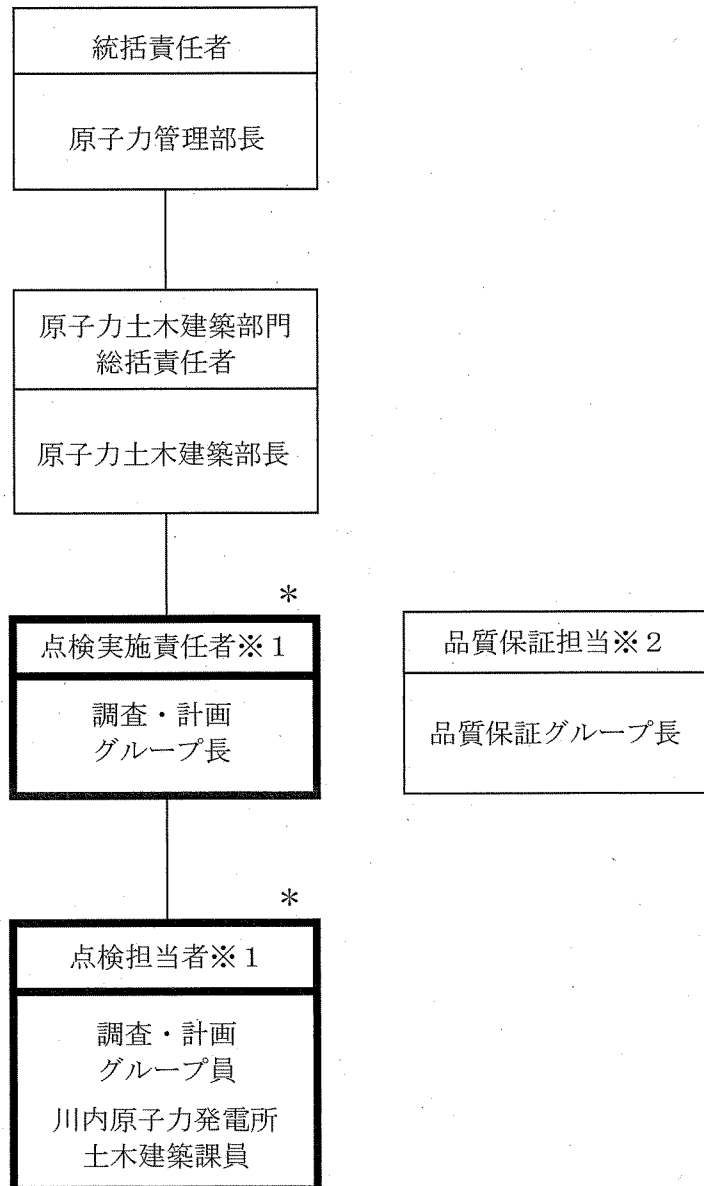 統括責任者
原子力管理部長
原子力土木建築部門
総括責任者
原子力土木建築部長
*
点検実施責任者※1
調査・計画
グループ長
品質保証担当※2
品質保証グループ長
*
点検担当者※1
調査・計画
グループ員
川内原子力発電所
土木建築課員